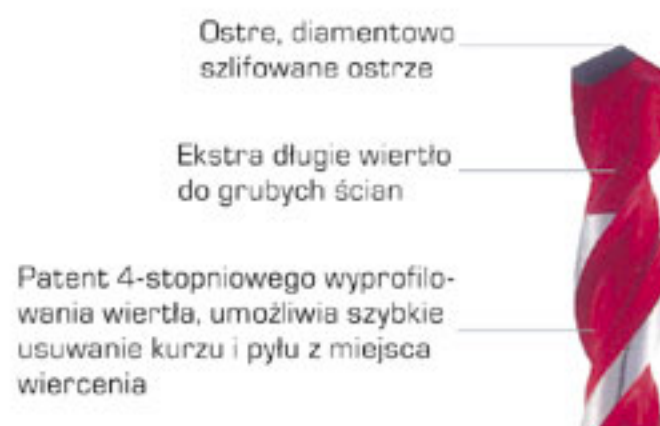 Ostre, diamentowo
szlifowane ostrze
Ekstra długie wiertło
do grubych ścian
Patent 4-stopniowego wyprofilo-
wania wiertła, umożliwia szybkie
usuwanie kurzu i pyłu z miejsca
wiercenia